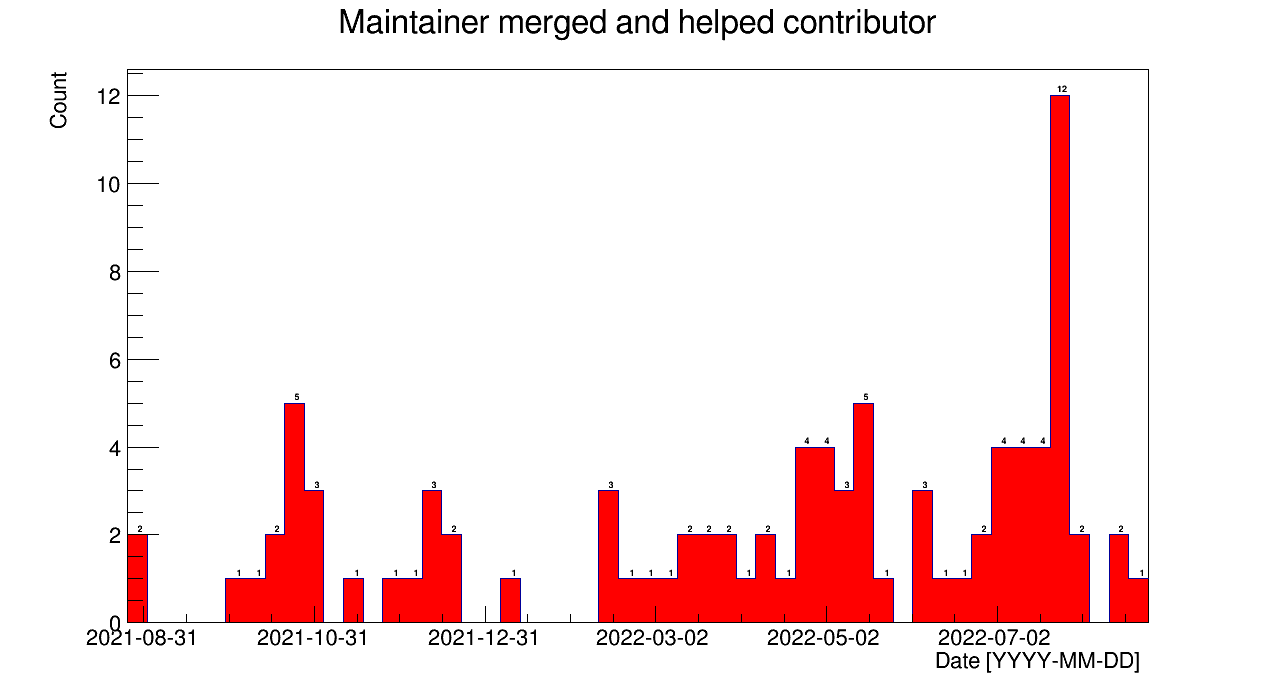 Maintainer merged and helped contributor
Count
12
10
8
6
4
2
0
2 1 1 2 5 3 1 1 1 3 2 1 3 1 1 1 2 2 2 1 2 1 4 4 3 5 1 3 1 1 2 4 4 4 12 2 2 1
2021-08-31 2021-10-31 2021-12-31 2022-03-02 2022-05-02 2022-07-02
Date [YYYY-MM-DD]